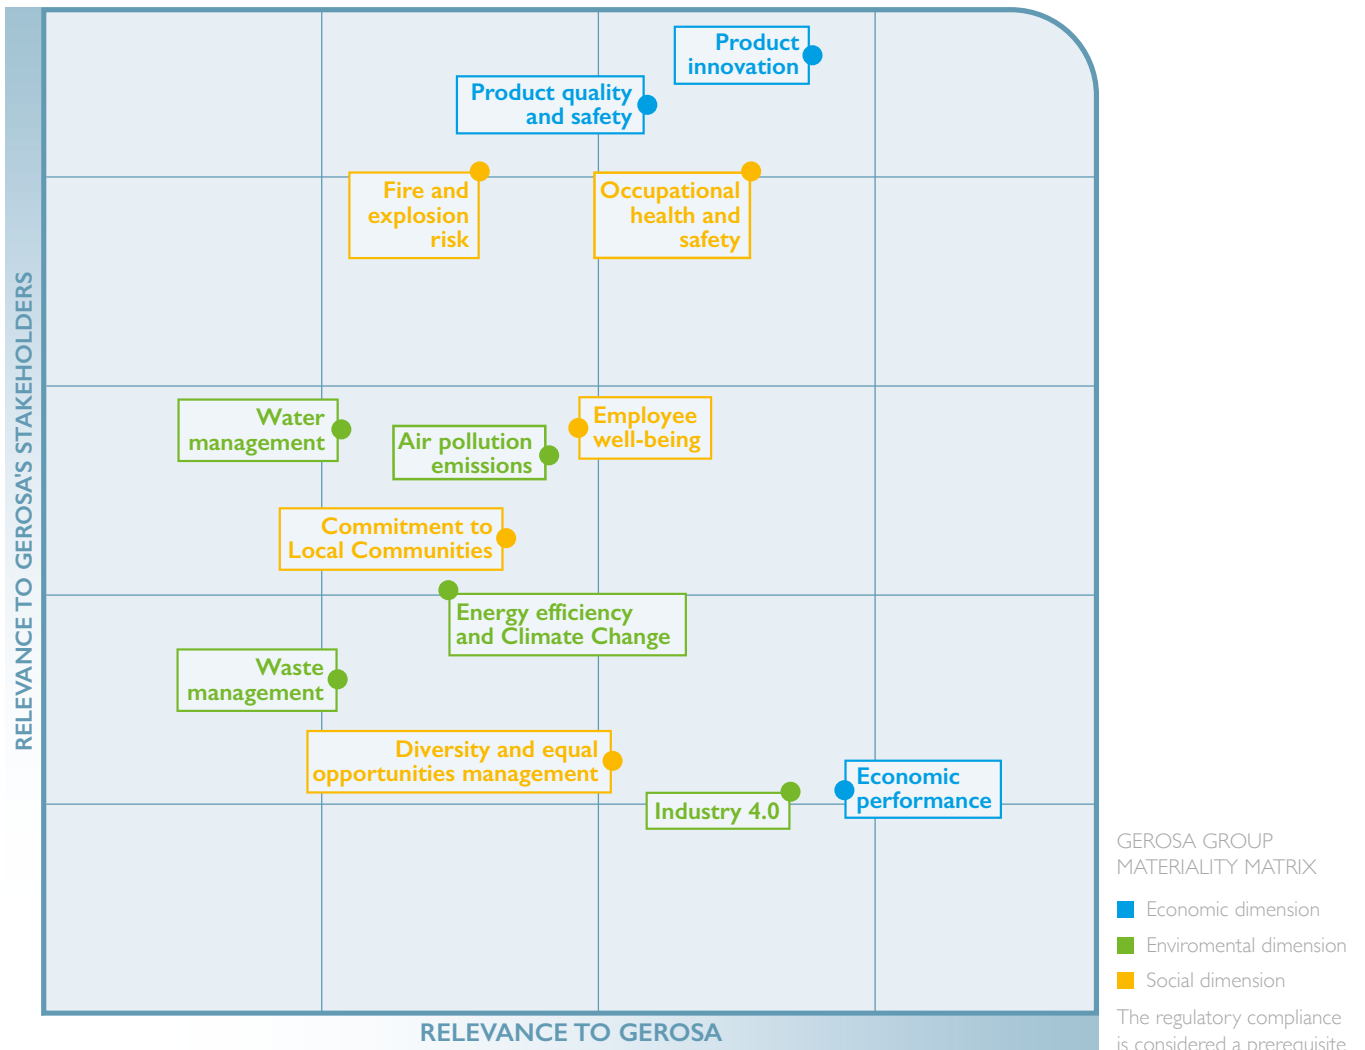 Product
innovation
Product quality
and safety
Fire and
explosion
risk
Occupational
health and
safety
Water
management
Air pollution
emissions
Employee
well-being
Commitment to
Local Communities
Energy efficiency
and Climate Change
Waste
management
Diversity and equal
opportunities management
Industry 4.0
Economic
performance
RELEVANCE TO GEROSA'S STAKEHOLDERS
RELEVANCE TO GEROSA
GEROSA GROUP
MATERIALITY MATRIX
Economic dimension
Enviromental dimension
Social dimension
The regulatory compliance
is considered a prerequisite